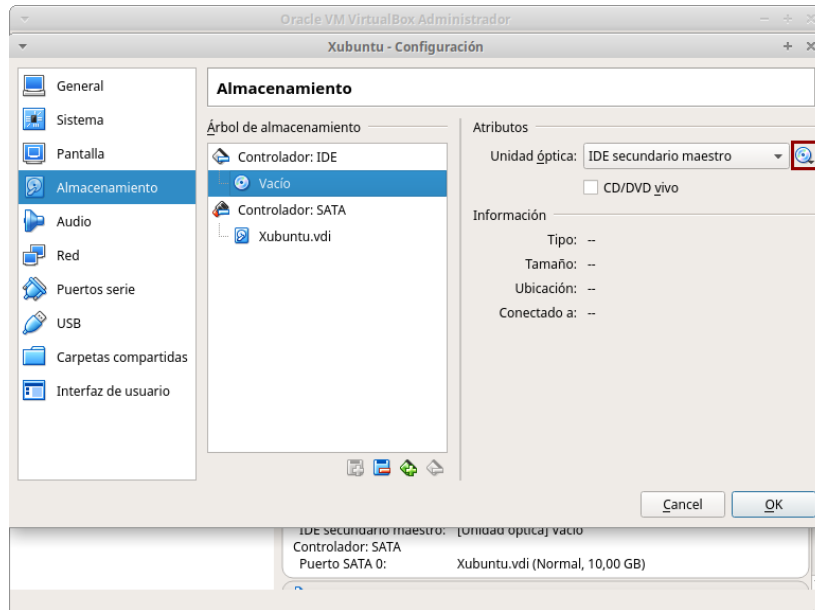 Oracle VM VirtualBox Administrador
Xubuntu - Configuración
General
Sistema
Pantalla
Almacenamiento
Audio
Red
Puertos serie
USB
Carpetas compartidas
Interfaz de usuario
Almacenamiento
Árbol de almacenamiento
Controlador: IDE
Vacío
Controlador: SATA
Xubuntu.vdi
Atributos
Unidad óptica: IDE secundario maestro
CD/DVD vivo
Información
Tipo: --
Tamaño: --
Ubicación: --
Conectado a: --
Cancel OK
IDE secundario maestro: [Unidad óptica] Vacío
Controlador: SATA
Puerto SATA 0: Xubuntu.vdi (Normal, 10,00 GB)